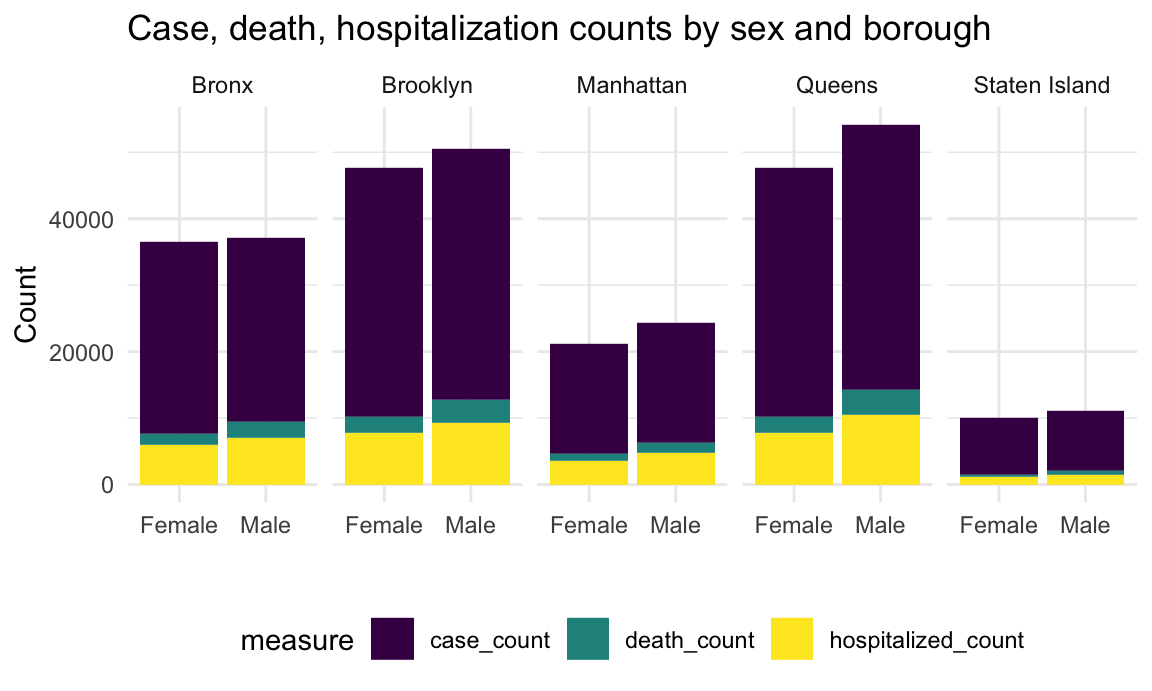 Case, death, hospitalization counts by sex and borough
Bronx Brooklyn Manhattan Queens Staten Island
Count
40000
20000
0
Female Male Female Male Female Male Female Male Female Male
measure case_count death_count hospitalized_count